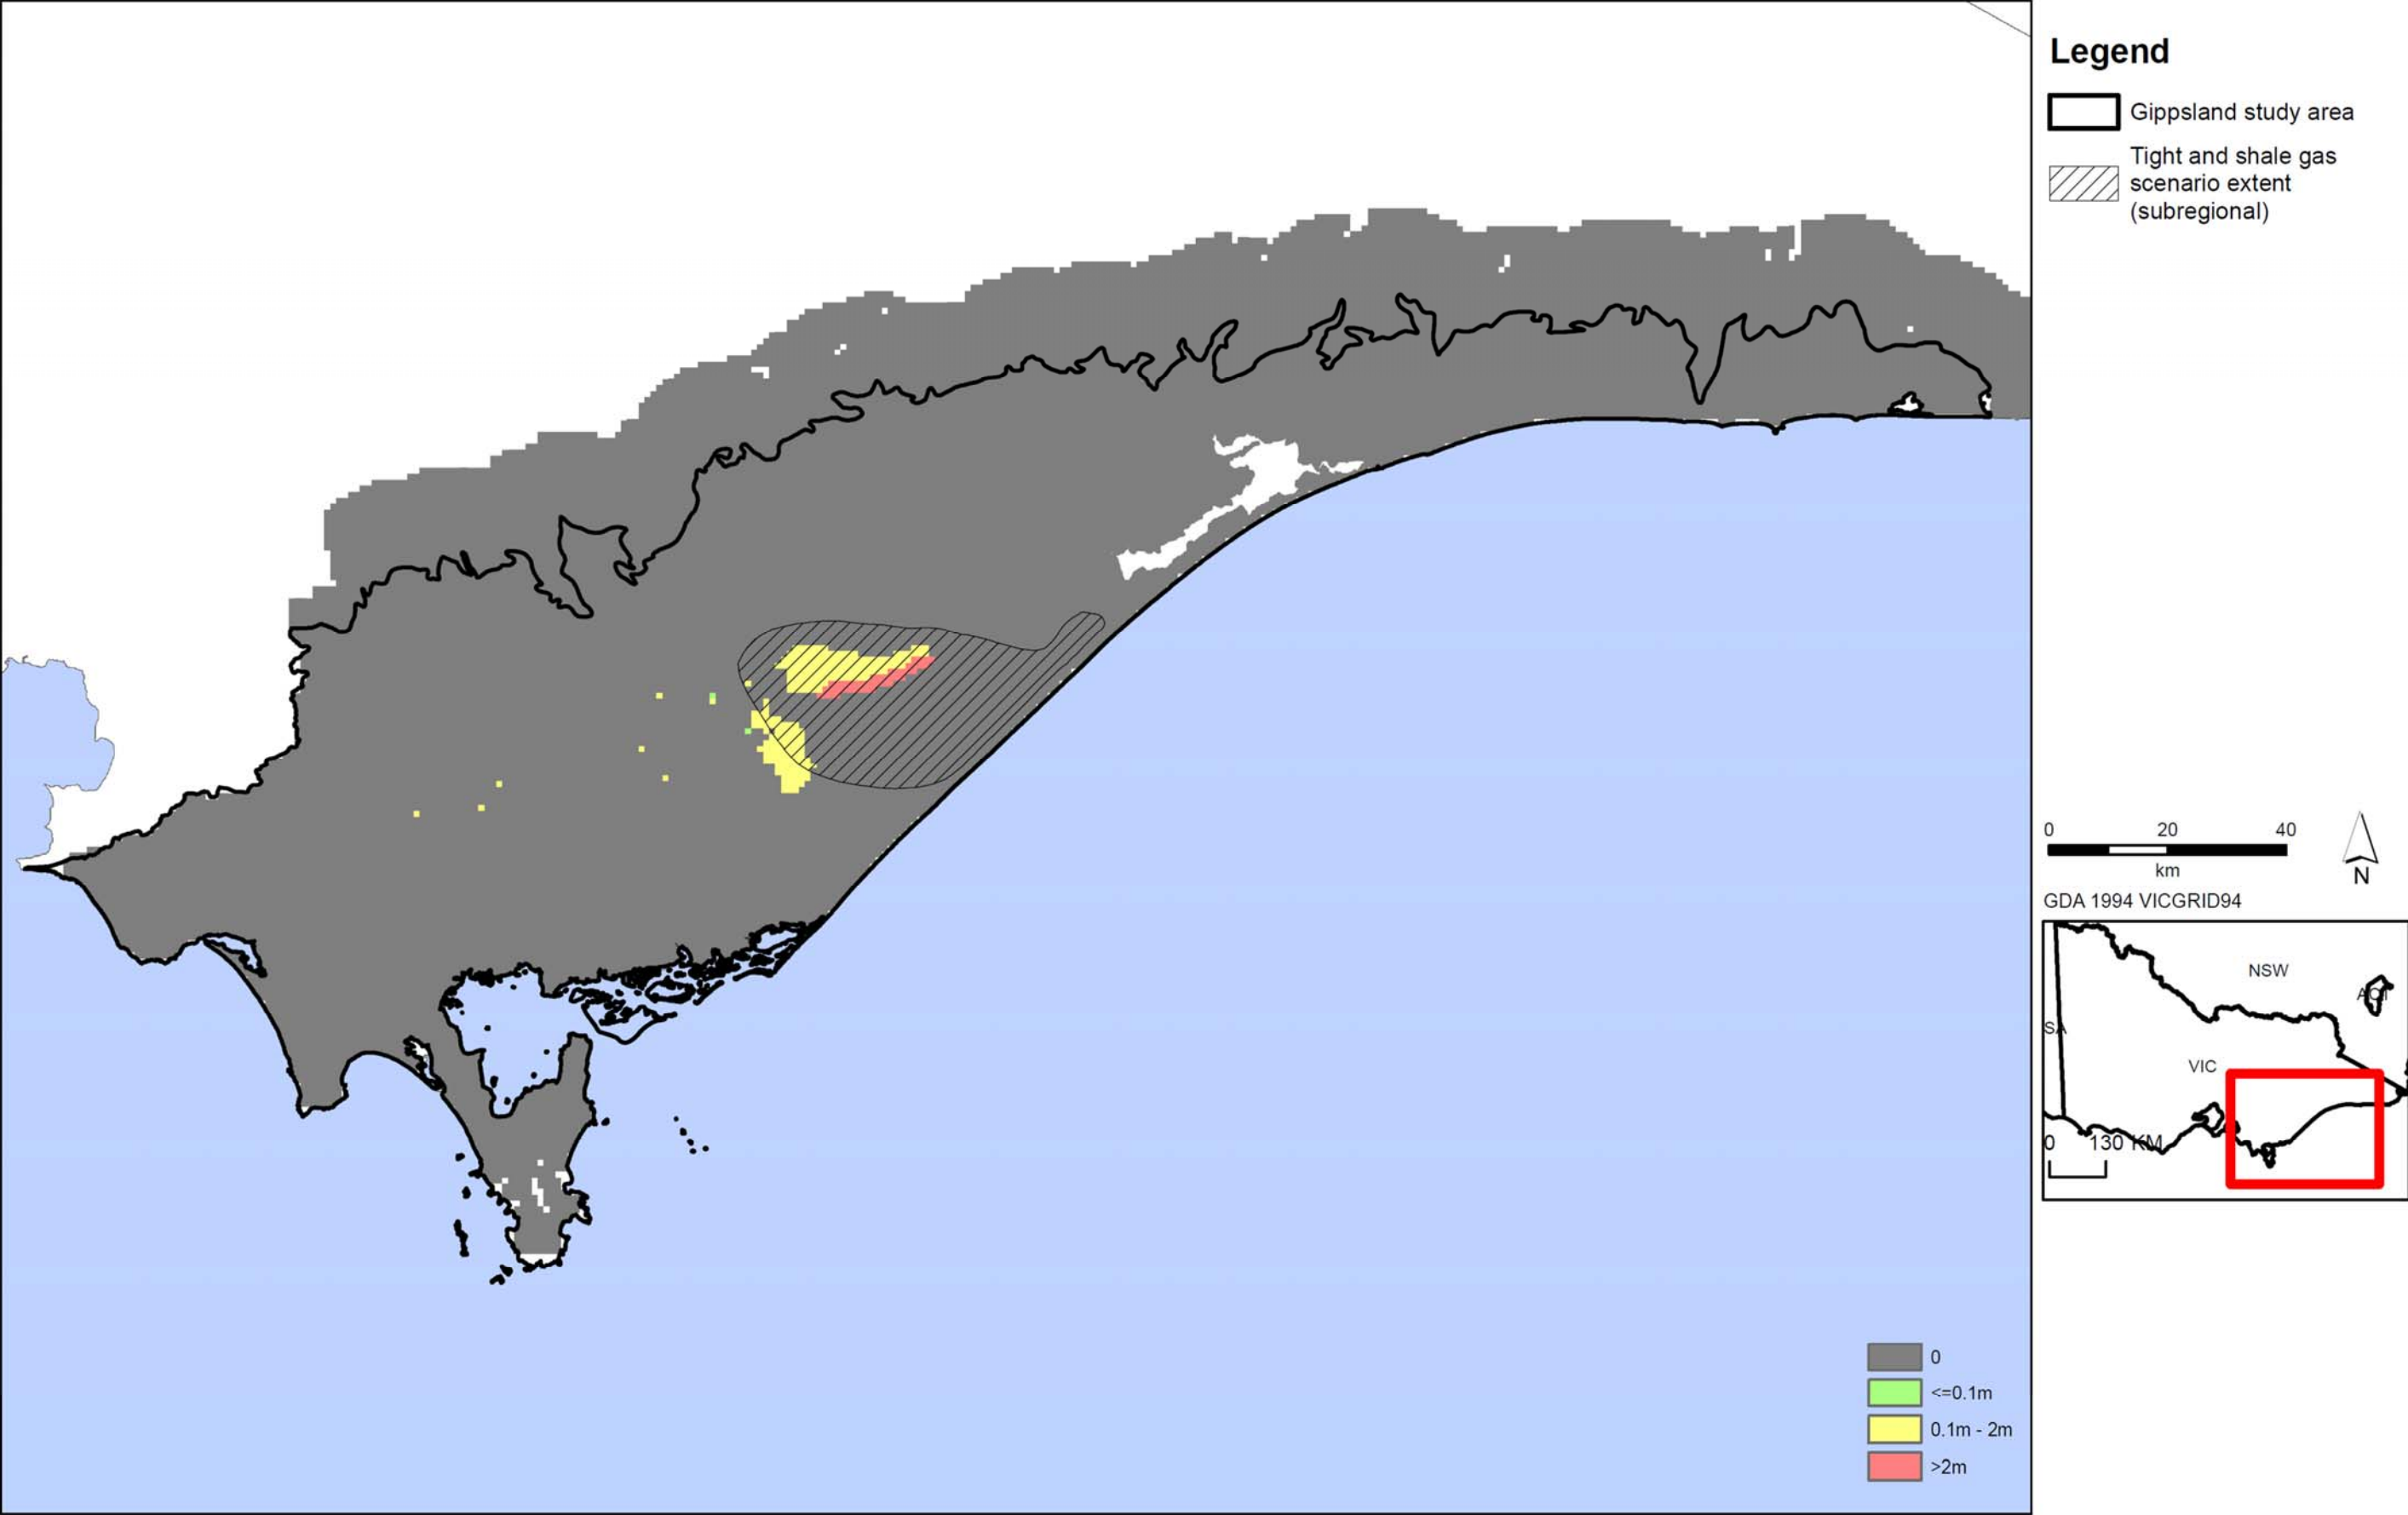 Legend
Gippsland study area
Tight and shale gas
scenario extent
(subregional)
0 20 40
km
N
GDA 1994 VICGRID94
NSW
ACT
SA
VIC
0 130 KM
0
<=0.1m
0.1m - 2m
>2m